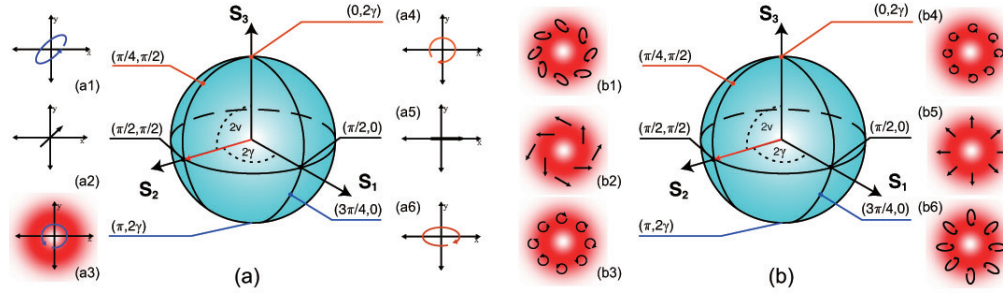 y
x
(a1)
y
x
(a2)
y
x
(a3)
S3
(0,2γ)
(π/4,π/2)
(π/2,π/2)
(π/2,0)
2ν
2γ
S2
S1
(3π/4,0)
(π,2γ)
(a)
(a4)
y
x
(a5)
y
x
(a6)
y
x
(b1)
(b2)
(b3)
S3
(0,2γ)
(π/4,π/2)
(π/2,π/2)
(π/2,0)
2ν
2γ
S2
S1
(3π/4,0)
(π,2γ)
(b)
(b4)
(b5)
(b6)